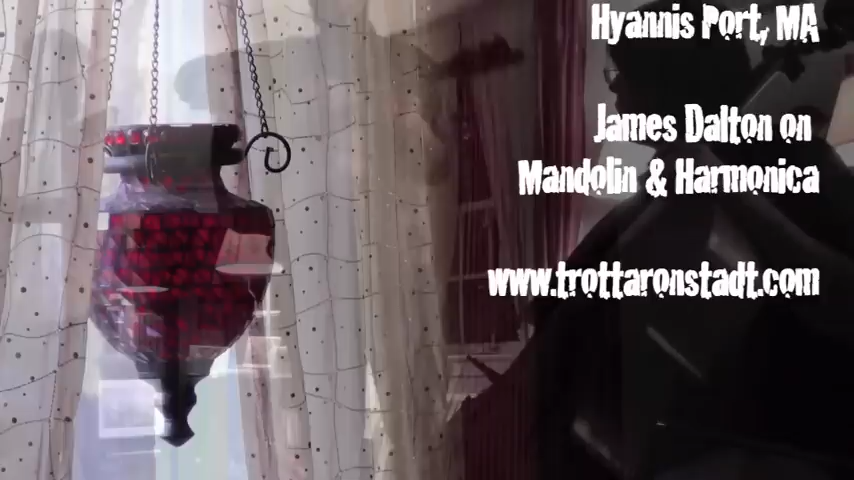 Hyannis Port, MA
James Dalton on
Mandolin & Harmonica
www.trottaronstadt.com